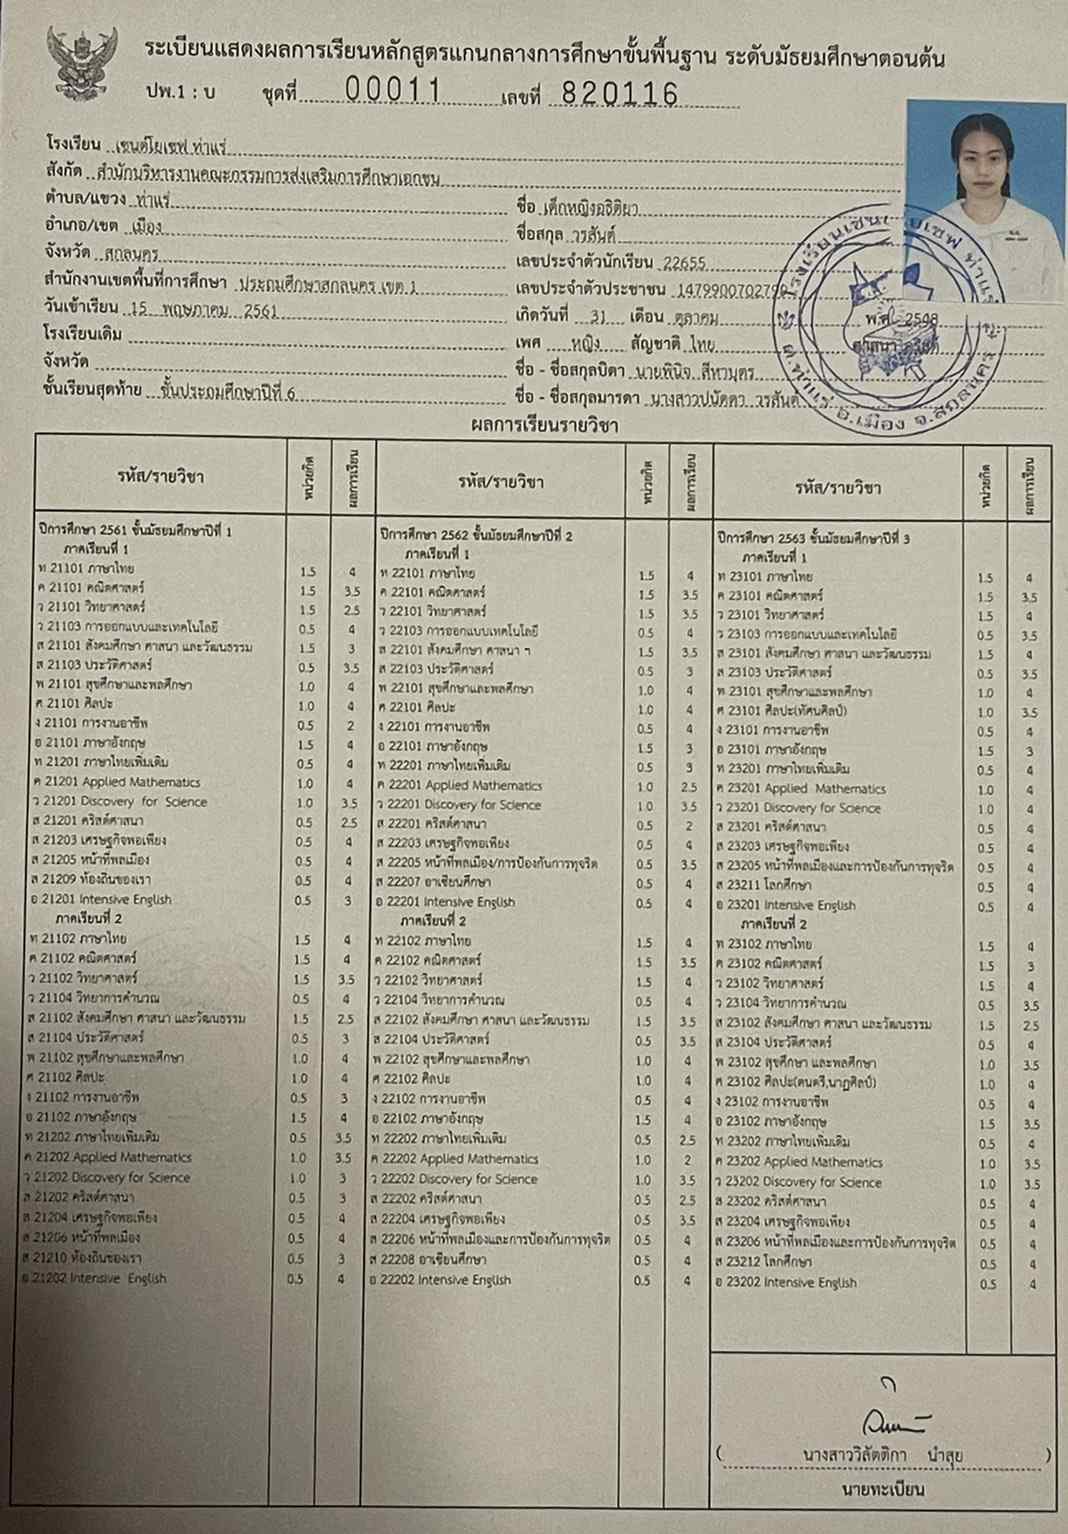 ระเบียนแสดงผลการเรียนหลักสูตรแกนกลางการศึกษาขั้นพื้นฐาน ระดับมัธยมศึกษาตอนต้น
ปพ.1 : บ ชุดที่ 00011 เลขที่ 820116
โรงเรียน เซนต์โยเซฟ ท่าแร่
สังกัด สำนักบริหารงานคณะกรรมการส่งเสริมการศึกษาเอกชน
ตำบล/แขวง ท่าแร่
อำเภอ/เขต เมือง
จังหวัด สกลนคร
สำนักงานเขตพื้นที่การศึกษา ประถมศึกษาสกลนคร เขต 1
วันเข้าเรียน 15 พฤษภาคม 2561
โรงเรียนเดิม
จังหวัด
ชั้นเรียนสุดท้าย ชั้นประถมศึกษาปีที่ 6
ชื่อ เด็กหญิงอธิติยา
ชื่อสกุล วรสันต์
เลขประจำตัวนักเรียน 22655
เลขประจำตัวประชาชน 147990070279
เกิดวันที่ 31 เดือน ตุลาคม พ.ศ. 2548
เพศ หญิง สัญชาติ ไทย ศาสนา คริสต์
ชื่อ - ชื่อสกุลบิดา นายพินิจ สีหาบุตร
ชื่อ - ชื่อสกุลมารดา นางสาวปนัดดา วรสันต์
โรงเรียนเซนต์โยเซฟ ท่าแร่
ต.ท่าแร่ อ.เมือง จ.สกลนคร
ผลการเรียนรายวิชา
รหัส/รายวิชา หน่วยกิต ผลการเรียน
ปีการศึกษา 2561 ชั้นมัธยมศึกษาปีที่ 1
ภาคเรียนที่ 1
ท 21101 ภาษาไทย 1.5 4
ค 21101 คณิตศาสตร์ 1.5 3.5
ว 21101 วิทยาศาสตร์ 1.5 2.5
ว 21103 การออกแบบและเทคโนโลยี 0.5 4
ส 21101 สังคมศึกษา ศาสนา และวัฒนธรรม 1.5 3
ส 21103 ประวัติศาสตร์ 0.5 3.5
พ 21101 สุขศึกษาและพลศึกษา 1.0 4
ศ 21101 ศิลปะ 1.0 4
ง 21101 การงานอาชีพ 0.5 2
อ 21101 ภาษาอังกฤษ 1.5 4
ท 21201 ภาษาไทยเพิ่มเติม 0.5 4
ค 21201 Applied Mathematics 1.0 4
ว 21201 Discovery for Science 1.0 3.5
ส 21201 คริสต์ศาสนา 0.5 2.5
ส 21203 เศรษฐกิจพอเพียง 0.5 4
ส 21205 หน้าที่พลเมือง 0.5 4
ส 21209 ท้องถิ่นของเรา 0.5 4
อ 21201 Intensive English 0.5 3
ภาคเรียนที่ 2
ท 21102 ภาษาไทย 1.5 4
ค 21102 คณิตศาสตร์ 1.5 4
ว 21102 วิทยาศาสตร์ 1.5 3.5
ว 21104 วิทยาการคำนวณ 0.5 4
ส 21102 สังคมศึกษา ศาสนา และวัฒนธรรม 1.5 2.5
ส 21104 ประวัติศาสตร์ 0.5 3
พ 21102 สุขศึกษาและพลศึกษา 1.0 4
ศ 21102 ศิลปะ 1.0 4
ง 21102 การงานอาชีพ 0.5 3
อ 21102 ภาษาอังกฤษ 1.5 4
ท 21202 ภาษาไทยเพิ่มเติม 0.5 3.5
ค 21202 Applied Mathematics 1.0 3.5
ว 21202 Discovery for Science 1.0 3
ส 21202 คริสต์ศาสนา 0.5 3
ส 21204 เศรษฐกิจพอเพียง 0.5 4
ส 21206 หน้าที่พลเมือง 0.5 4
ส 21210 ท้องถิ่นของเรา 0.5 3
อ 21202 Intensive English 0.5 4
รหัส/รายวิชา หน่วยกิต ผลการเรียน
ปีการศึกษา 2562 ชั้นมัธยมศึกษาปีที่ 2
ภาคเรียนที่ 1
ท 22101 ภาษาไทย 1.5 4
ค 22101 คณิตศาสตร์ 1.5 3.5
ว 22101 วิทยาศาสตร์ 1.5 3.5
ว 22103 การออกแบบเทคโนโลยี 0.5 4
ส 22101 สังคมศึกษา ศาสนา ฯ 1.5 3.5
ส 22103 ประวัติศาสตร์ 0.5 3
พ 22101 สุขศึกษาและพลศึกษา 1.0 4
ศ 22101 ศิลปะ 1.0 4
ง 22101 การงานอาชีพ 0.5 4
อ 22101 ภาษาอังกฤษ 1.5 3
ท 22201 ภาษาไทยเพิ่มเติม 0.5 3
ค 22201 Applied Mathematics 1.0 2.5
ว 22201 Discovery for Science 1.0 3.5
ส 22201 คริสต์ศาสนา 0.5 2
ส 22203 เศรษฐกิจพอเพียง 0.5 4
ส 22205 หน้าที่พลเมือง/การป้องกันการทุจริต 0.5 3.5
ส 22207 อาเซียนศึกษา 0.5 4
อ 22201 Intensive English 0.5 4
ภาคเรียนที่ 2
ท 22102 ภาษาไทย 1.5 4
ค 22102 คณิตศาสตร์ 1.5 3.5
ว 22102 วิทยาศาสตร์ 1.5 4
ว 22104 วิทยาการคำนวณ 0.5 4
ส 22102 สังคมศึกษา ศาสนา และวัฒนธรรม 1.5 3.5
ส 22104 ประวัติศาสตร์ 0.5 3.5
พ 22102 สุขศึกษาและพลศึกษา 1.0 4
ศ 22102 ศิลปะ 1.0 4
ง 22102 การงานอาชีพ 0.5 4
อ 22102 ภาษาอังกฤษ 1.5 4
ท 22202 ภาษาไทยเพิ่มเติม 0.5 2.5
ค 22202 Applied Mathematics 1.0 2
ว 22202 Discovery for Science 1.0 3.5
ส 22202 คริสต์ศาสนา 0.5 2.5
ส 22204 เศรษฐกิจพอเพียง 0.5 3.5
ส 22206 หน้าที่พลเมืองและการป้องกันการทุจริต 0.5 4
ส 22208 อาเซียนศึกษา 0.5 4
อ 22202 Intensive English 0.5 4
รหัส/รายวิชา หน่วยกิต ผลการเรียน
ปีการศึกษา 2563 ชั้นมัธยมศึกษาปีที่ 3
ภาคเรียนที่ 1
ท 23101 ภาษาไทย 1.5 4
ค 23101 คณิตศาสตร์ 1.5 3.5
ว 23101 วิทยาศาสตร์ 1.5 4
ว 23103 การออกแบบและเทคโนโลยี 0.5 3.5
ส 23101 สังคมศึกษา ศาสนา และวัฒนธรรม 1.5 4
ส 23103 ประวัติศาสตร์ 0.5 3.5
พ 23101 สุขศึกษาและพลศึกษา 1.0 4
ศ 23101 ศิลปะ(ทัศนศิลป์) 1.0 3.5
ง 23101 การงานอาชีพ 0.5 4
อ 23101 ภาษาอังกฤษ 1.5 3
ท 23201 ภาษาไทยเพิ่มเติม 0.5 4
ค 23201 Applied Mathematics 1.0 4
ว 23201 Discovery for Science 1.0 4
ส 23201 คริสต์ศาสนา 0.5 4
ส 23203 เศรษฐกิจพอเพียง 0.5 4
ส 23205 หน้าที่พลเมืองและการป้องกันการทุจริต 0.5 4
ส 23211 โลกศึกษา 0.5 4
อ 23201 Intensive English 0.5 4
ภาคเรียนที่ 2
ท 23102 ภาษาไทย 1.5 4
ค 23102 คณิตศาสตร์ 1.5 3
ว 23102 วิทยาศาสตร์ 1.5 4
ว 23104 วิทยาการคำนวณ 0.5 3.5
ส 23102 สังคมศึกษา ศาสนา และวัฒนธรรม 1.5 2.5
ส 23104 ประวัติศาสตร์ 0.5 4
พ 23102 สุขศึกษา และพลศึกษา 1.0 3.5
ศ 23102 ศิลปะ(ดนตรี,นาฏศิลป์) 1.0 4
ง 23102 การงานอาชีพ 0.5 4
อ 23102 ภาษาอังกฤษ 1.5 3.5
ท 23202 ภาษาไทยเพิ่มเติม 0.5 4
ค 23202 Applied Mathematics 1.0 3.5
ว 23202 Discovery for Science 1.0 3.5
ส 23202 คริสต์ศาสนา 0.5 4
ส 23204 เศรษฐกิจพอเพียง 0.5 4
ส 23206 หน้าที่พลเมืองและการป้องกันการทุจริต 0.5 4
ส 23212 โลกศึกษา 0.5 4
อ 23202 Intensive English 0.5 4
( นางสาววิลัดติกา นำสุย )
นายทะเบียน